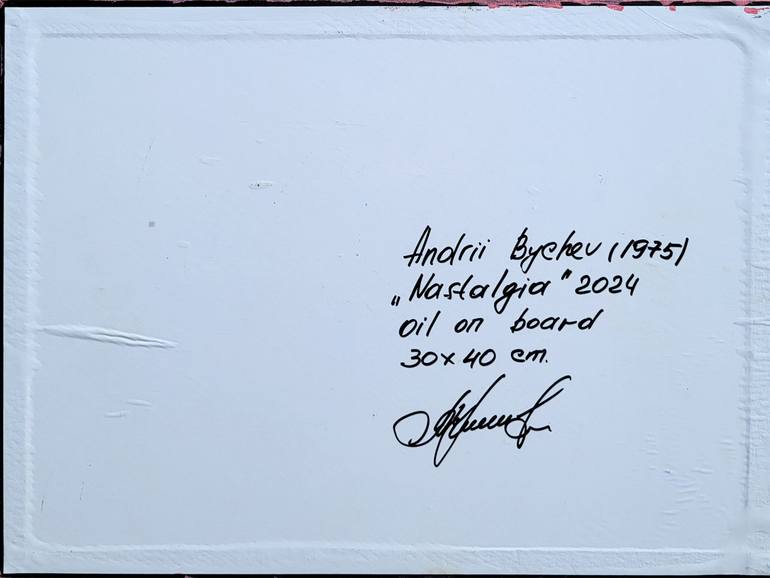 Andrii Bychev (1975)
„Nastalgia" 2024
oil on board
30x40 cm.